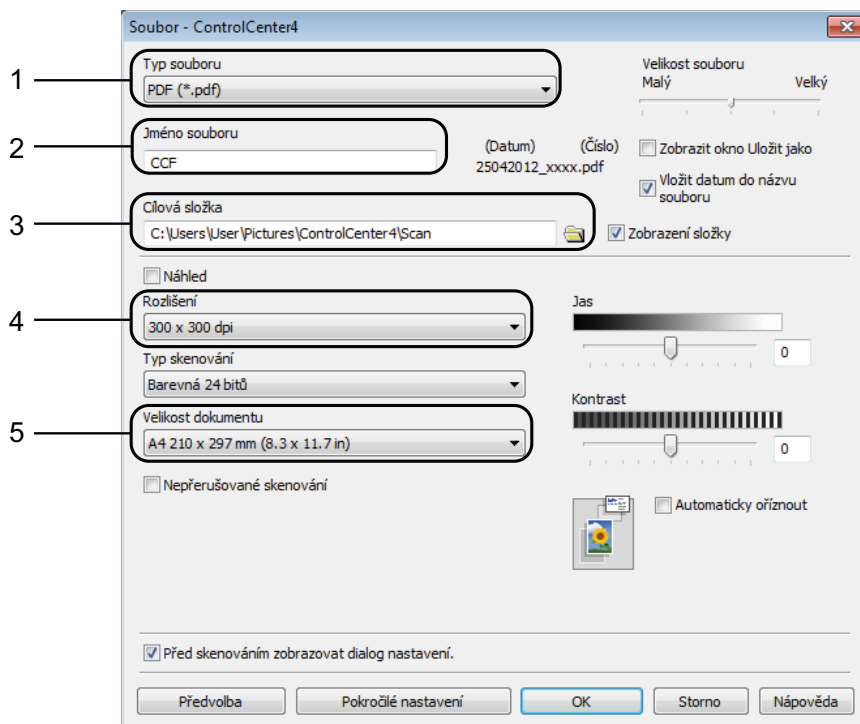 Soubor - ControlCenter4
1
Typ souboru
PDF (*.pdf)
Velikost souboru
Malý Velký
2
Jméno souboru
CCF
(Datum) (Číslo)
25042012_xxxx.pdf
Zobrazit okno Uložit jako
Vložit datum do názvu
souboru
3
Cílová složka
C:\Users\User\Pictures\ControlCenter4\Scan
Zobrazení složky
Náhled
4
Rozlišení
300 x 300 dpi
Jas
0
Typ skenování
Barevná 24 bitů
Kontrast
0
5
Velikost dokumentu
A4 210 x 297 mm (8.3 x 11.7 in)
Nepřerušované skenování
Automaticky oříznout
Před skenováním zobrazovat dialog nastavení.
Předvolba Pokročilé nastavení OK Storno Nápověda